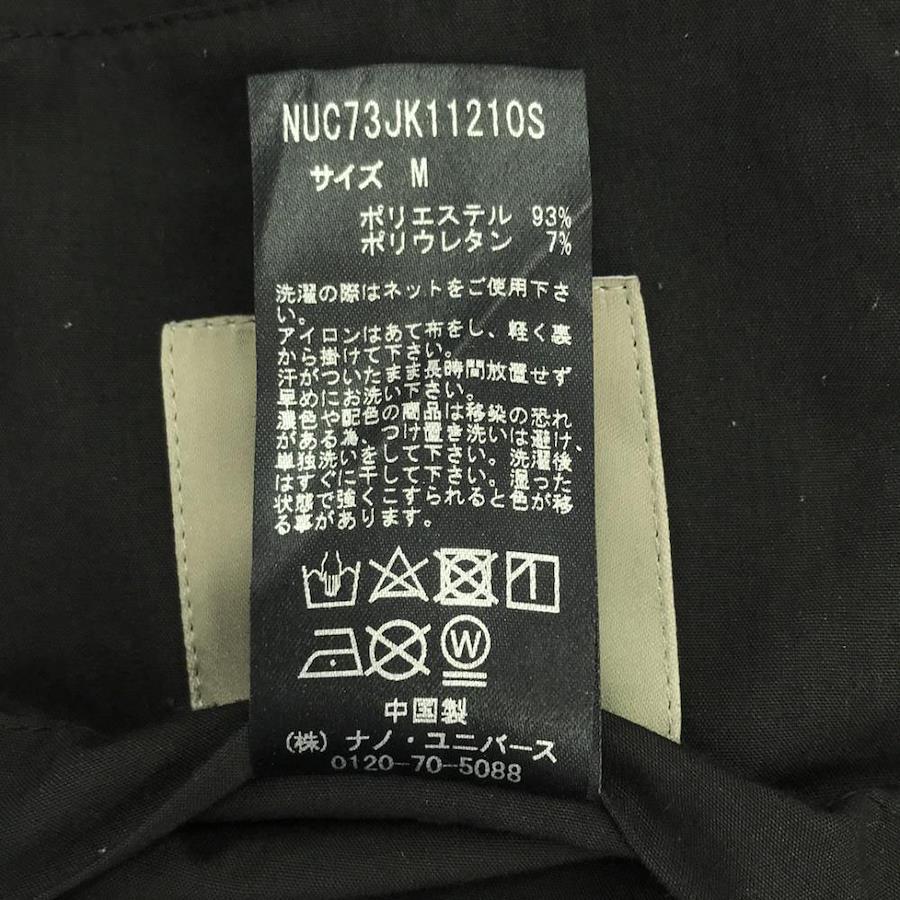 NUC73JK11210S
サイズ M
ポリエステル 93%
ポリウレタン 7%
洗濯の際はネットをご使用下さ
い。
アイロンはあて布をし、軽く裏
から掛けて下さい。
汗がついたまま長時間放置せず
早めにお洗い下さい。
濃色や配色の商品は移染の恐れ
がある為、つけ置き洗いは避け、
単独洗いをして下さい。洗濯後
はすぐに干して下さい。湿った
状態で強くこすられると色が移
る事があります。
W
中国製
(株) ナノ・ユニバース
0120-70-5088